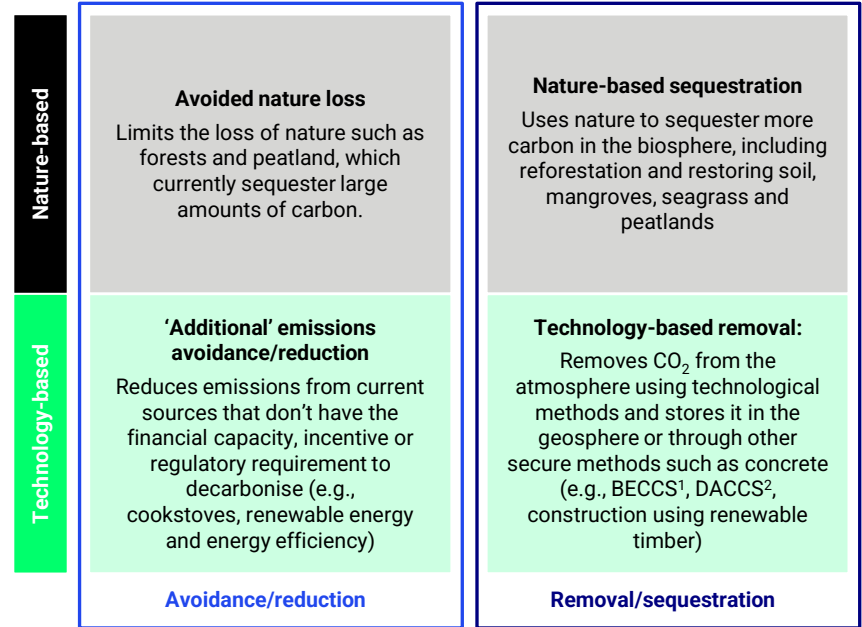 Nature-based
Avoided nature loss
Limits the loss of nature such as
forests and peatland, which
currently sequester large
amounts of carbon.
Nature-based sequestration
Uses nature to sequester more
carbon in the biosphere, including
reforestation and restoring soil,
mangroves, seagrass and
peatlands
Technology-based
‘Additional’ emissions
avoidance/reduction
Reduces emissions from current
sources that don’t have the
financial capacity, incentive or
regulatory requirement to
decarbonise (e.g.,
cookstoves, renewable energy
and energy efficiency)
Technology-based removal:
Removes CO₂ from the
atmosphere using technological
methods and stores it in the
geosphere or through other
secure methods such as concrete
(e.g., BECCS¹, DACCS²,
construction using renewable
timber)
Avoidance/reduction
Removal/sequestration